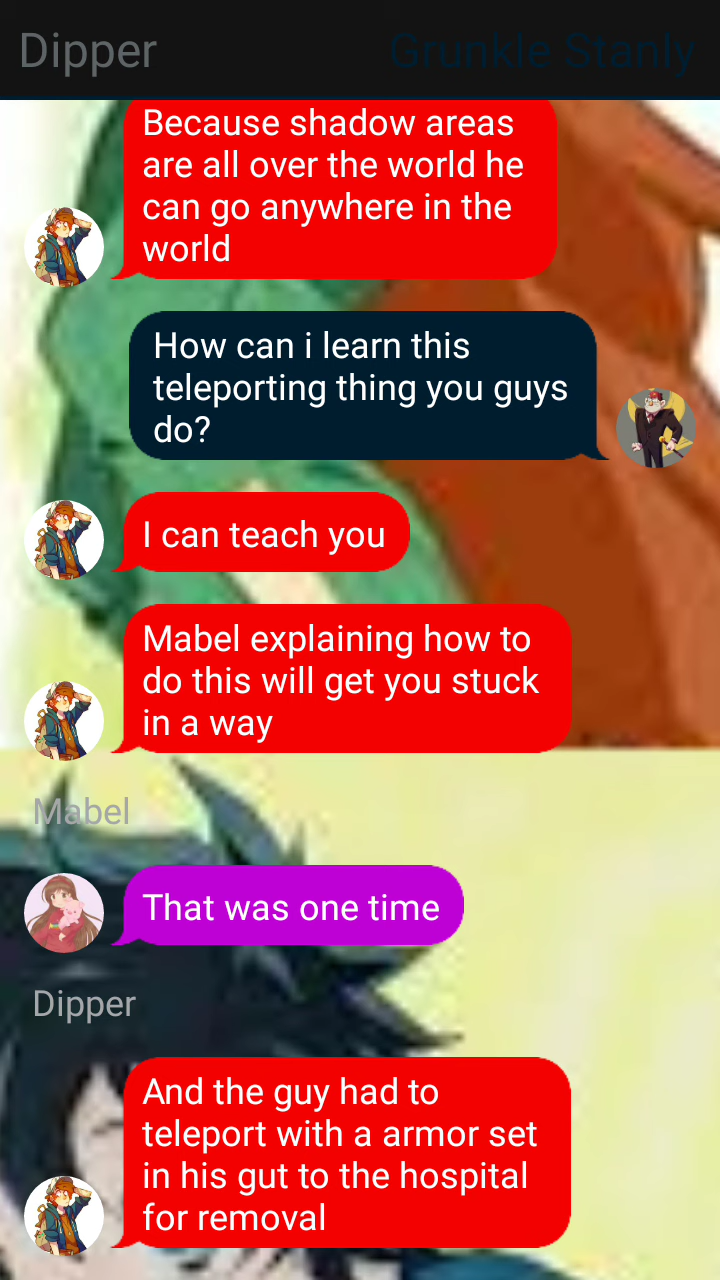 Dipper Grunkle Stanly
Because shadow areas
are all over the world he
can go anywhere in the
world
How can i learn this
teleporting thing you guys
do?
I can teach you
Mabel explaining how to
do this will get you stuck
in a way
Mabel
That was one time
Dipper
And the guy had to
teleport with a armor set
in his gut to the hospital
for removal